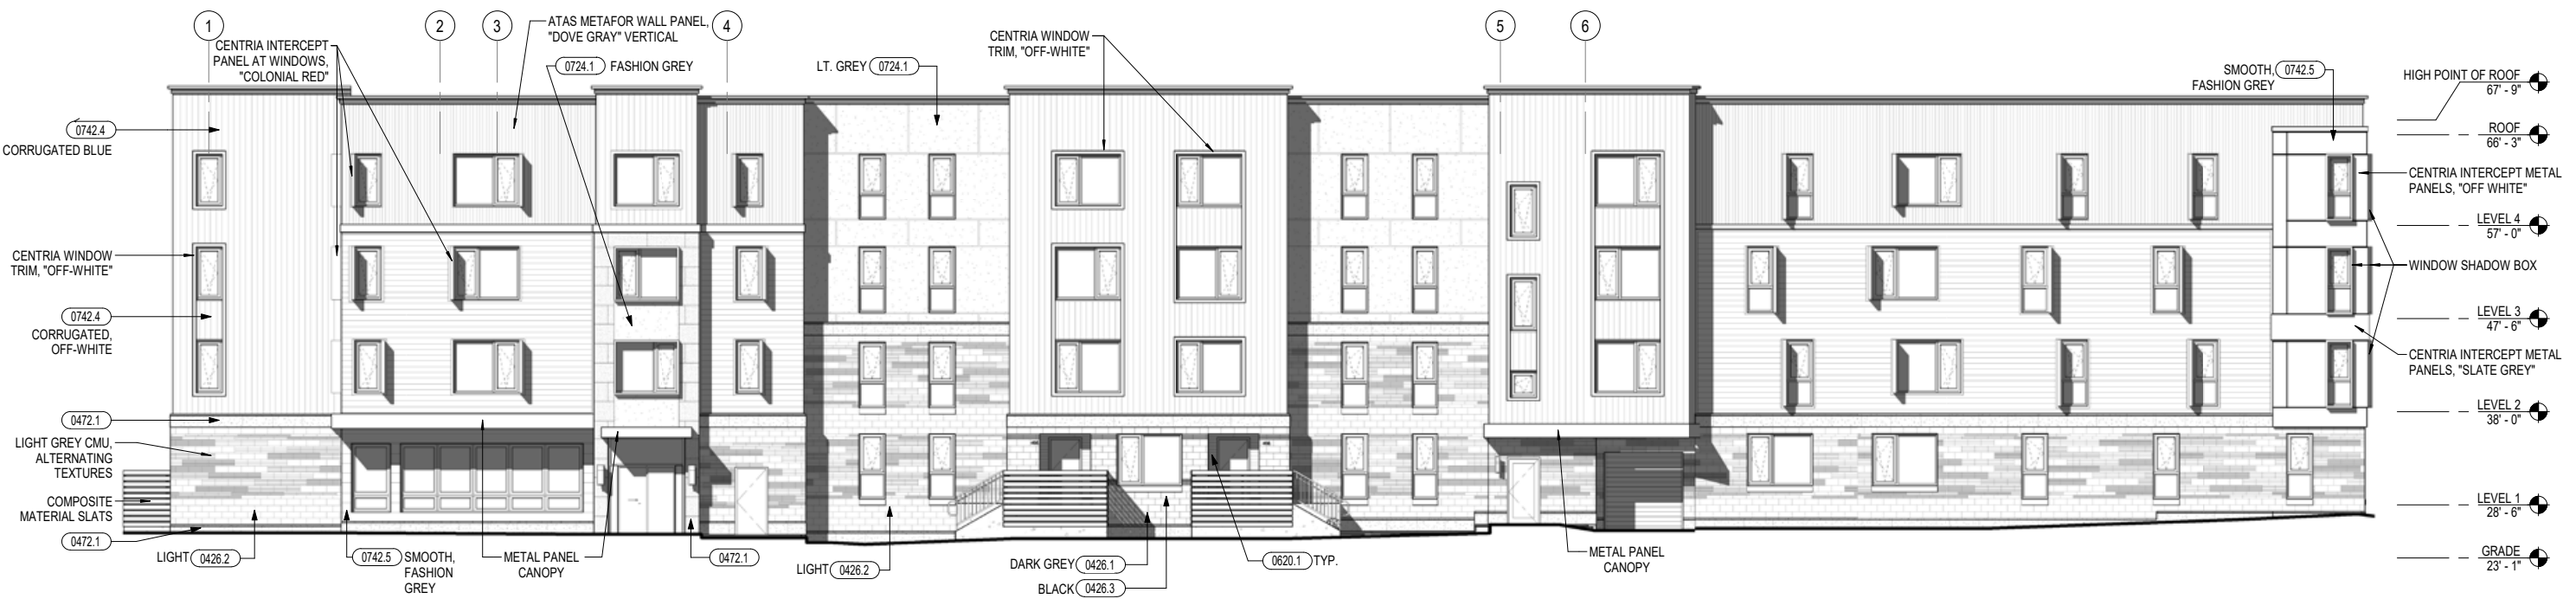 1
2
3
4
5
6
CENTRIA INTERCEPT
PANEL AT WINDOWS,
"COLONIAL RED"
ATAS METAFOR WALL PANEL,
"DOVE GRAY" VERTICAL
0724.1 FASHION GREY
LT. GREY 0724.1
CENTRIA WINDOW
TRIM, "OFF-WHITE"
SMOOTH, 0742.5
FASHION GREY
HIGH POINT OF ROOF
67' - 9"
ROOF
66' - 3"
0742.4
CORRUGATED BLUE
CENTRIA INTERCEPT METAL
PANELS, "OFF WHITE"
LEVEL 4
57' - 0"
CENTRIA WINDOW
TRIM, "OFF-WHITE"
WINDOW SHADOW BOX
0742.4
CORRUGATED,
OFF-WHITE
LEVEL 3
47' - 6"
CENTRIA INTERCEPT METAL
PANELS, "SLATE GREY"
LEVEL 2
38' - 0"
0472.1
LIGHT GREY CMU,
ALTERNATING
TEXTURES
COMPOSITE
MATERIAL SLATS
LEVEL 1
28' - 6"
0472.1
LIGHT 0426.2
0742.5 SMOOTH,
FASHION
GREY
METAL PANEL
CANOPY
0472.1
LIGHT 0426.2
DARK GREY 0426.1
BLACK 0426.3
0620.1 TYP.
METAL PANEL
CANOPY
GRADE
23' - 1"